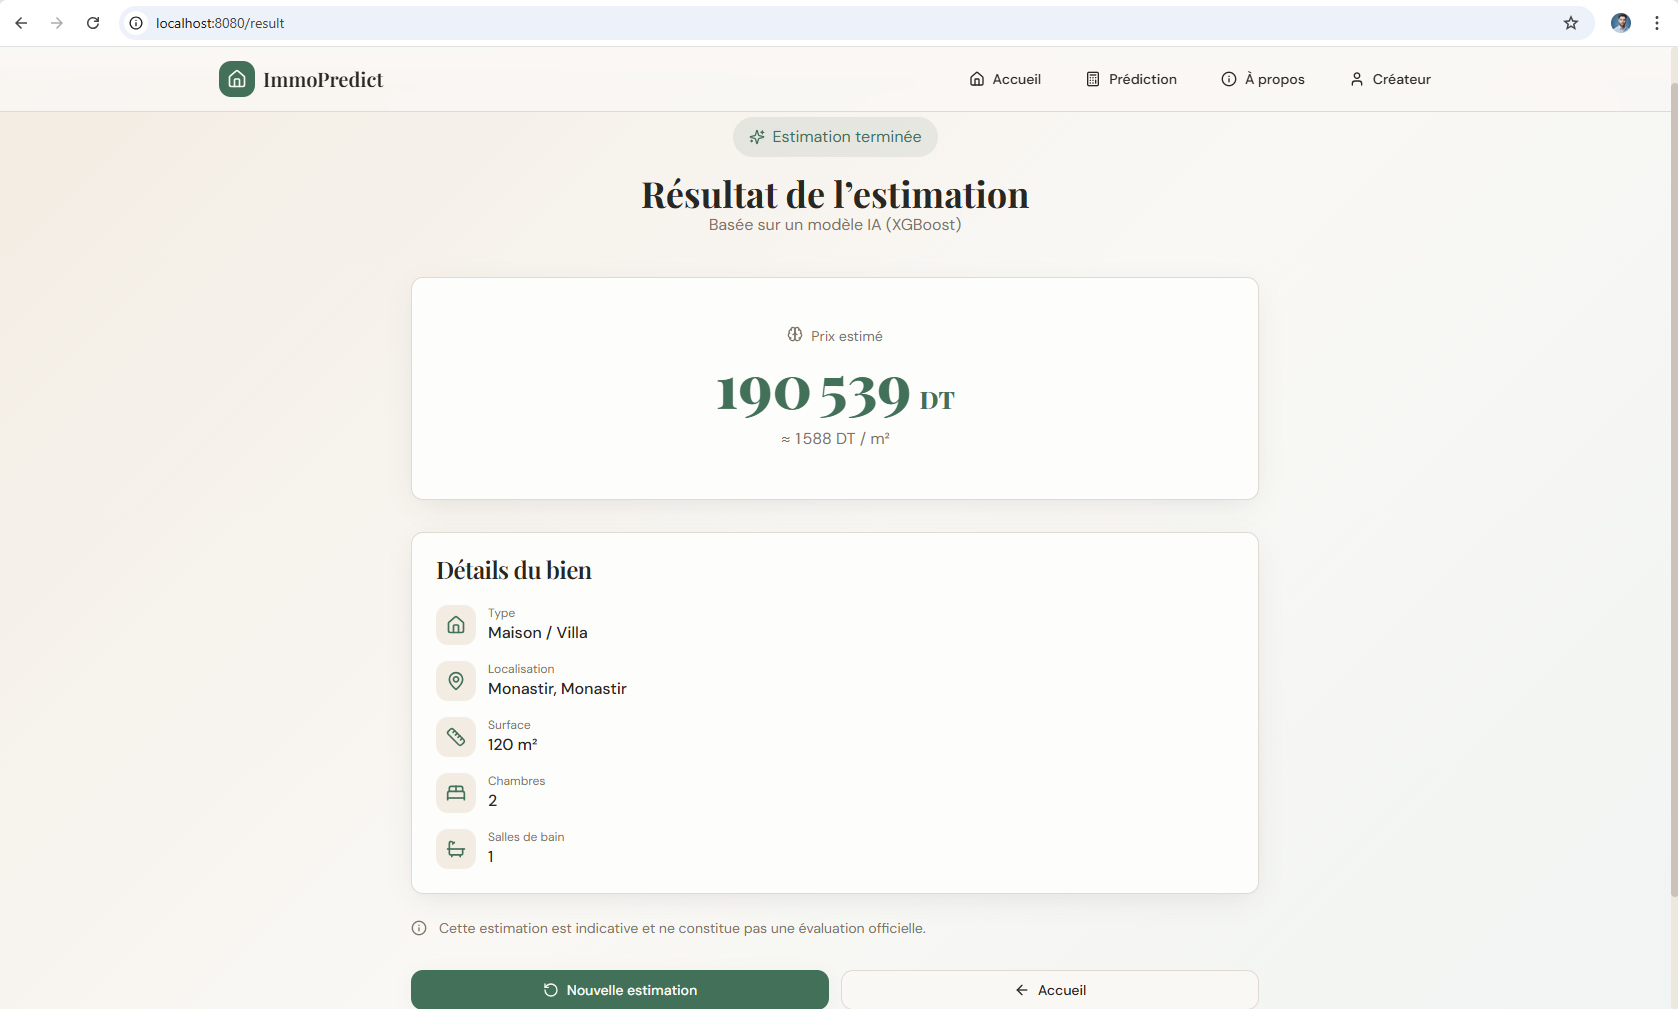 localhost:8080/result
ImmoPredict
Accueil
Prédiction
À propos
Créateur
Estimation terminée
Résultat de l’estimation
Basée sur un modèle IA (XGBoost)
Prix estimé
190 539 DT
≈ 1 588 DT / m²
Détails du bien
Type
Maison / Villa
Localisation
Monastir, Monastir
Surface
120 m²
Chambres
2
Salles de bain
1
Cette estimation est indicative et ne constitue pas une évaluation officielle.
Nouvelle estimation
Accueil